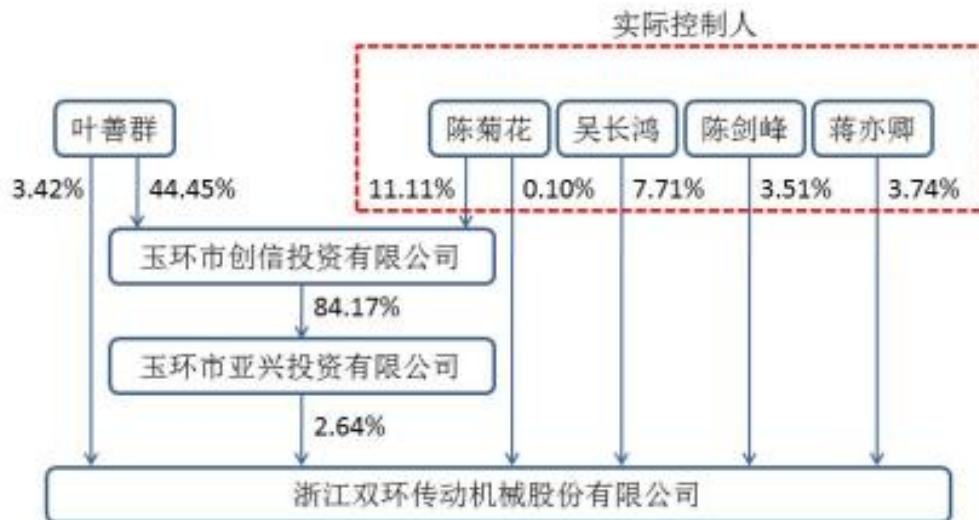 实际控制人
叶善群
陈菊花
吴长鸿
陈剑峰
蒋亦卿
3.42%
44.45%
11.11%
0.10%
7.71%
3.51%
3.74%
玉环市创信投资有限公司
84.17%
玉环市亚兴投资有限公司
2.64%
浙江双环传动机械股份有限公司